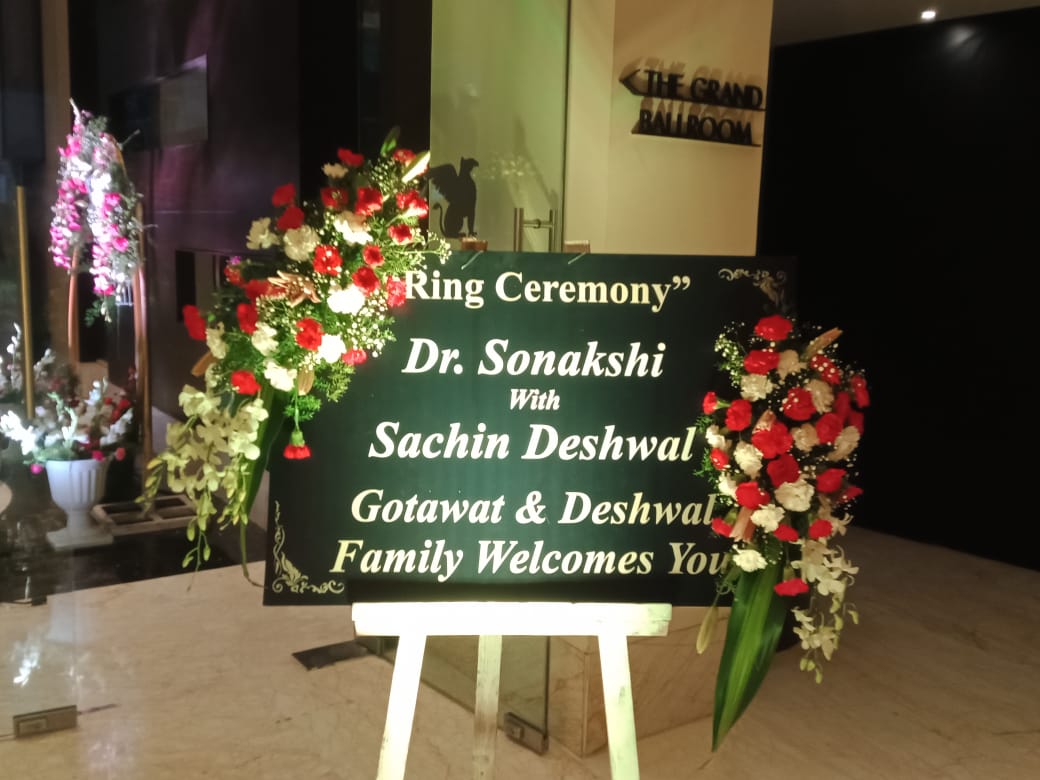 THE GRAND
BALLROOM
"Ring Ceremony"
Dr. Sonakshi
With
Sachin Deshwal
Gotawat & Deshwal
Family Welcomes You